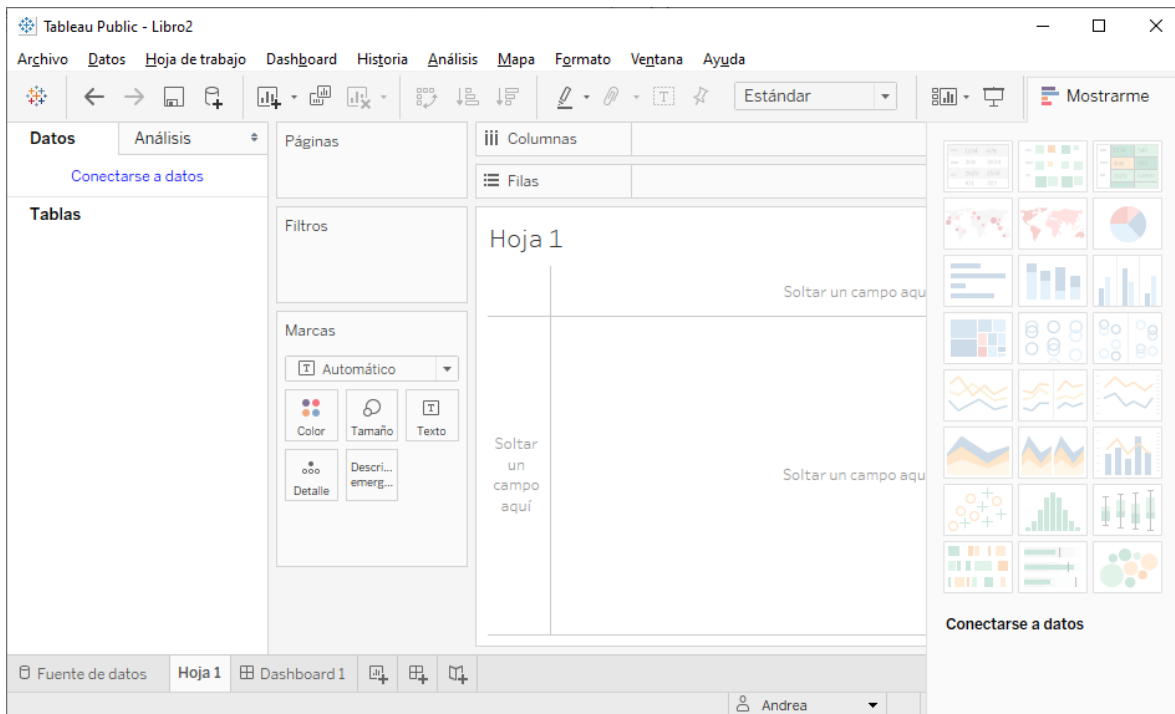 Tableau Public - Libro2
Archivo Datos Hoja de trabajo Dashboard Historia Análisis Mapa Formato Ventana Ayuda
Estándar
Mostrarme
Datos Análisis
Páginas
Columnas
Conectarse a datos
Filas
Tablas
Filtros
Hoja 1
Soltar un campo aqu
Marcas
Automático
Color Tamaño Texto
Detalle
Descri...
emerg...
Soltar
un
campo
aquí
Soltar un campo aqu
Conectarse a datos
Fuente de datos Hoja 1 Dashboard 1
Andrea